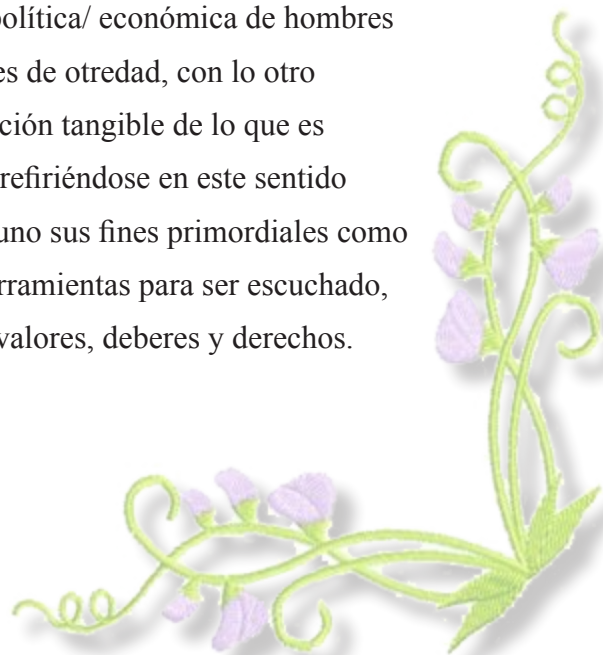 política/ económica de hombres
es de otredad, con lo otro
ción tangible de lo que es
refiriéndose en este sentido
uno sus fines primordiales como
rramientas para ser escuchado,
valores, deberes y derechos.